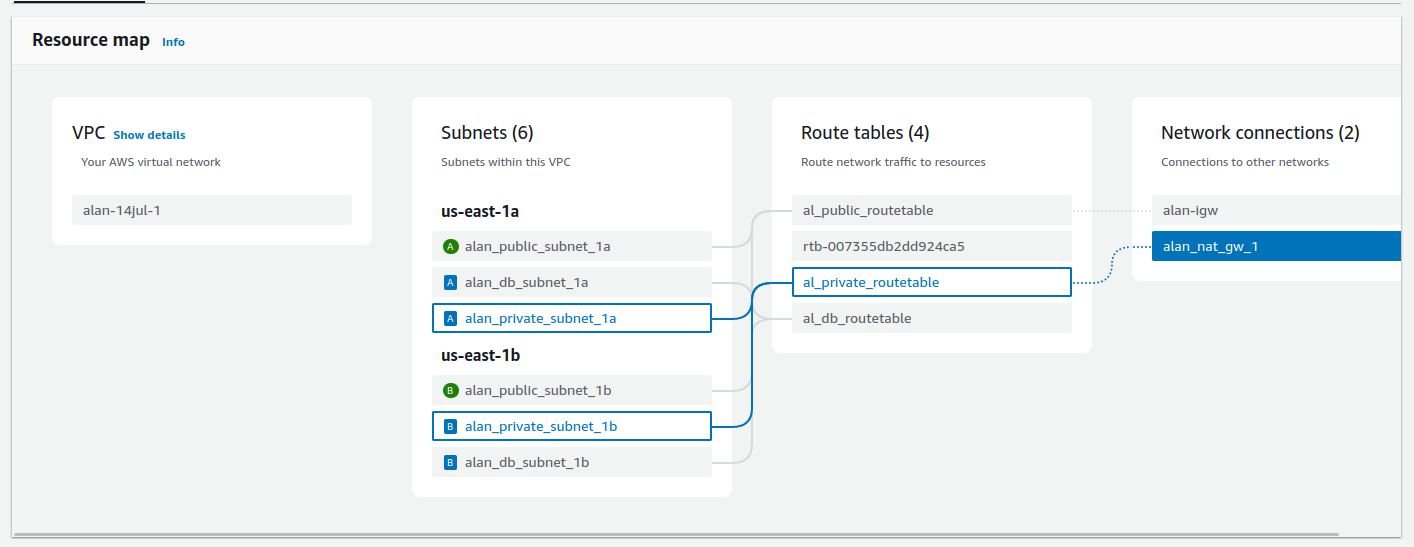 Resource map Info
VPC Show details
Your AWS virtual network
alan-14jul-1
Subnets (6)
Subnets within this VPC
us-east-1a
A alan_public_subnet_1a
A alan_db_subnet_1a
A alan_private_subnet_1a
us-east-1b
B alan_public_subnet_1b
B alan_private_subnet_1b
B alan_db_subnet_1b
Route tables (4)
Route network traffic to resources
al_public_routetable
rtb-007355db2dd924ca5
al_private_routetable
al_db_routetable
Network connections (2)
Connections to other networks
alan-igw
alan_nat_gw_1